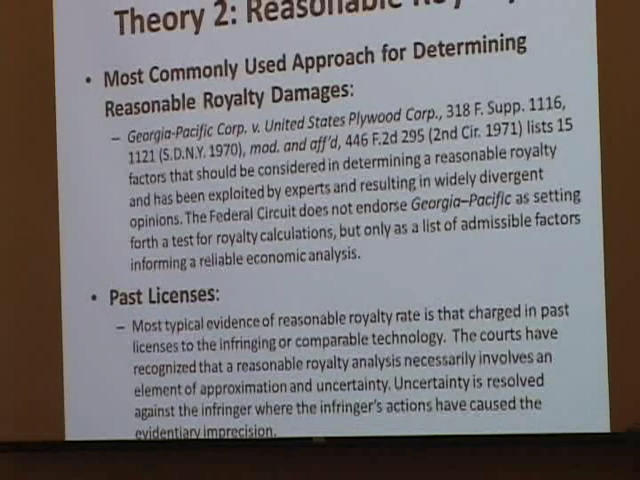 Theory 2: Reasonable
• Most Commonly Used Approach for Determining
Reasonable Royalty Damages:
– Georgia-Pacific Corp. v. United States Plywood Corp., 318 F. Supp. 1116,
1121 (S.D.N.Y. 1970), mod. and aff'd, 446 F.2d 295 (2nd Cir. 1971) lists 15
factors that should be considered in determining a reasonable royalty
and has been exploited by experts and resulting in widely divergent
opinions. The Federal Circuit does not endorse Georgia–Pacific as setting
forth a test for royalty calculations, but only as a list of admissible factors
informing a reliable economic analysis.
• Past Licenses:
– Most typical evidence of reasonable royalty rate is that charged in past
licenses to the infringing or comparable technology. The courts have
recognized that a reasonable royalty analysis necessarily involves an
element of approximation and uncertainty. Uncertainty is resolved
against the infringer where the infringer's actions have caused the
evidentiary imprecision.